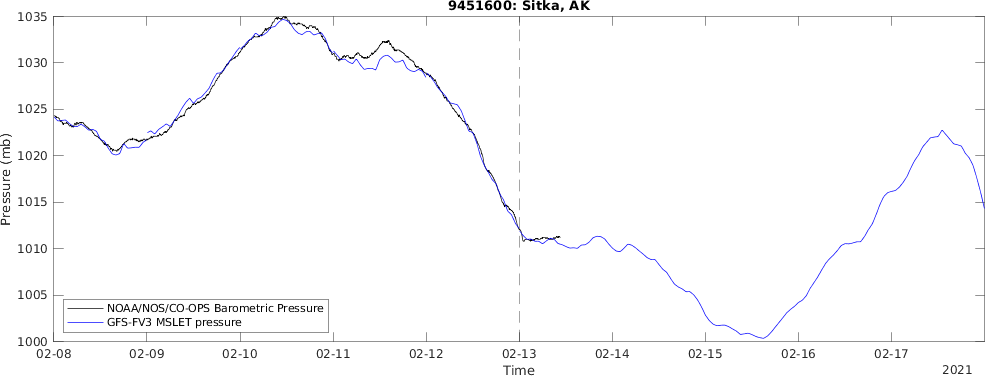 9451600: Sitka, AK
1035
1030
1025
1020
1015
1010
1005
1000
Pressure (mb)
NOAA/NOS/CO-OPS Barometric Pressure
GFS-FV3 MSLET pressure
02-08 02-09 02-10 02-11 02-12 02-13 02-14 02-15 02-16 02-17
Time
2021